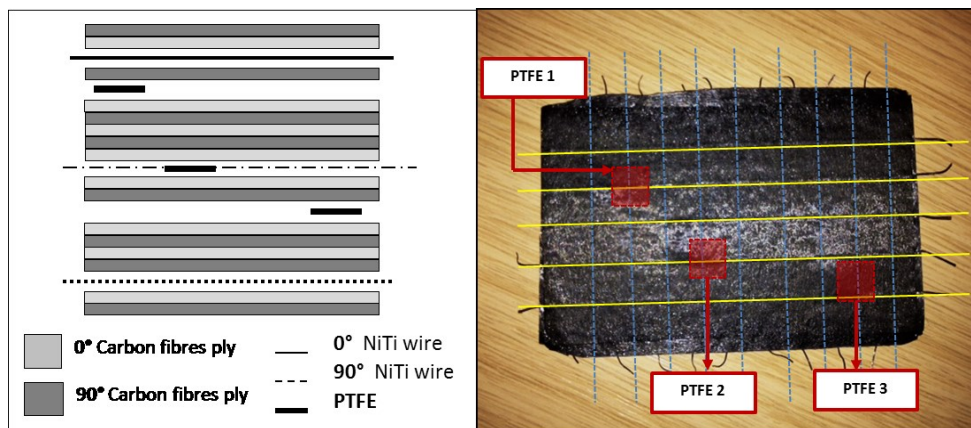 0° Carbon fibres ply
90° Carbon fibres ply
0° NiTi wire
90° NiTi wire
PTFE
PTFE 1
PTFE 2
PTFE 3